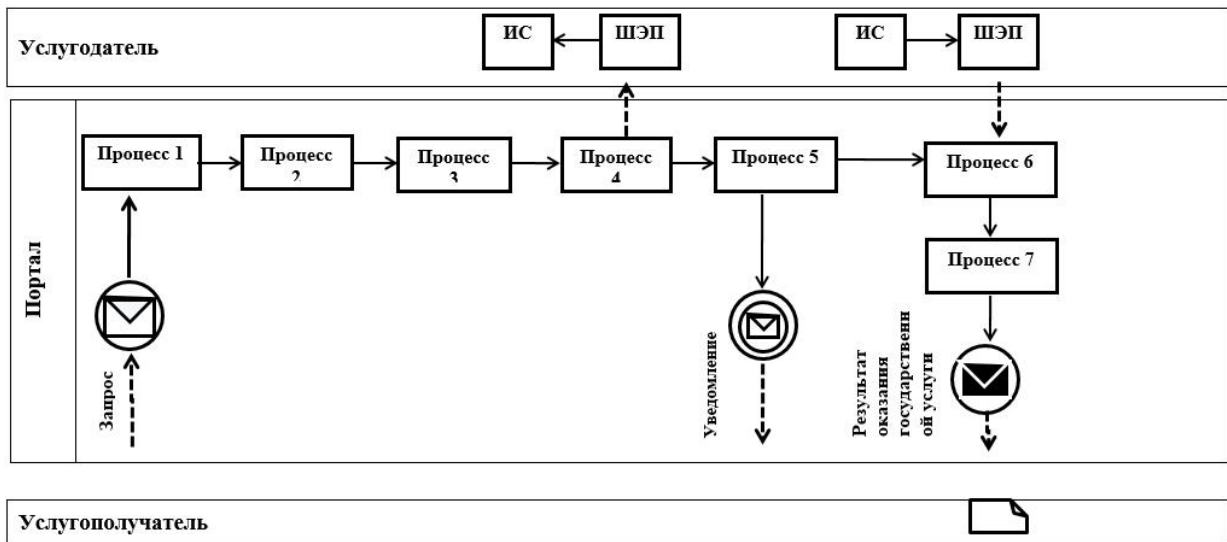 Услугодатель
ИС
ШЭП
ИС
ШЭП
Портал
Процесс 1
Процесс
2
Процесс
3
Процесс
4
Процесс 5
Процесс 6
Процесс 7
Запрос
Уведомление
Результат
оказания
государственн
ой услуги
Услугополучатель